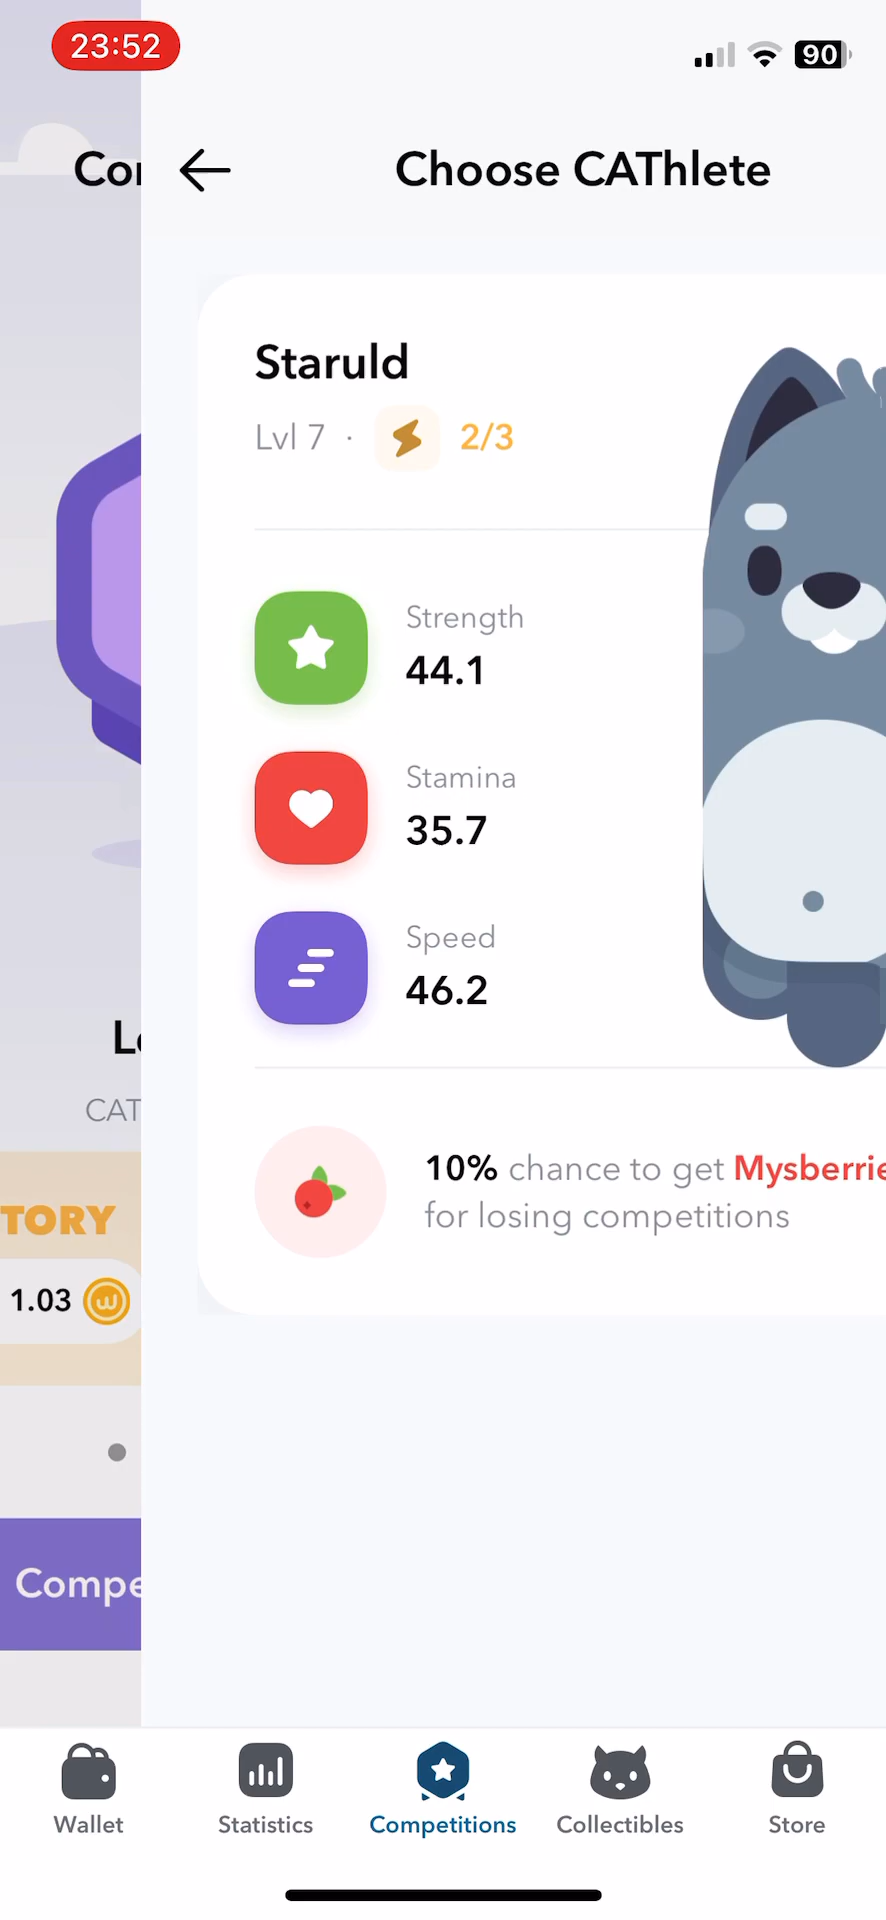 23:52
90
Choose CAThlete
Staruld
Lvl 7 · 2/3
Strength
44.1
Stamina
35.7
Speed
46.2
CAT
TORY
1.03
10% chance to get Mysberrie
for losing competitions
Compe
Wallet
Statistics
Competitions
Collectibles
Store